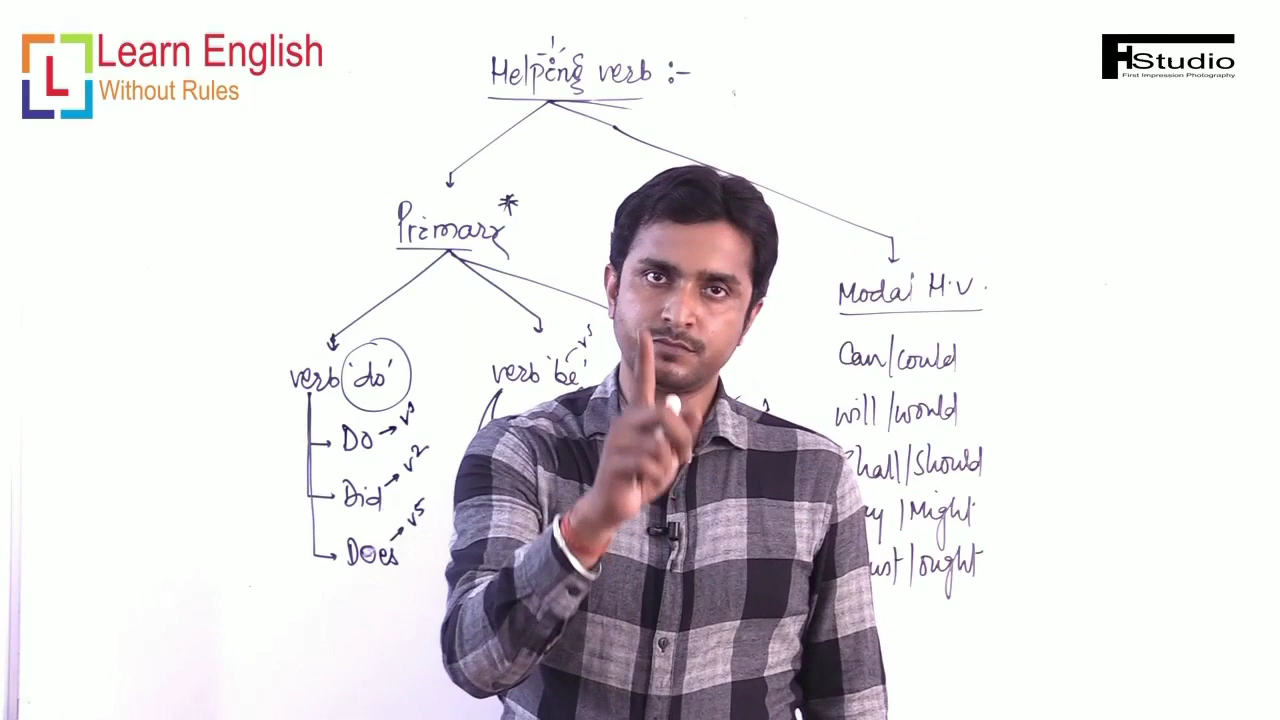 Learn English
Without Rules
L
FH Studio
First Impression Photography
Helping verb :-
Primary *
Modal H.V.
verb 'do'
Do → v1
Did → v2
Does → v5
verb 'be'
Can/could
will/would
Shall/Should
/Might
/ought